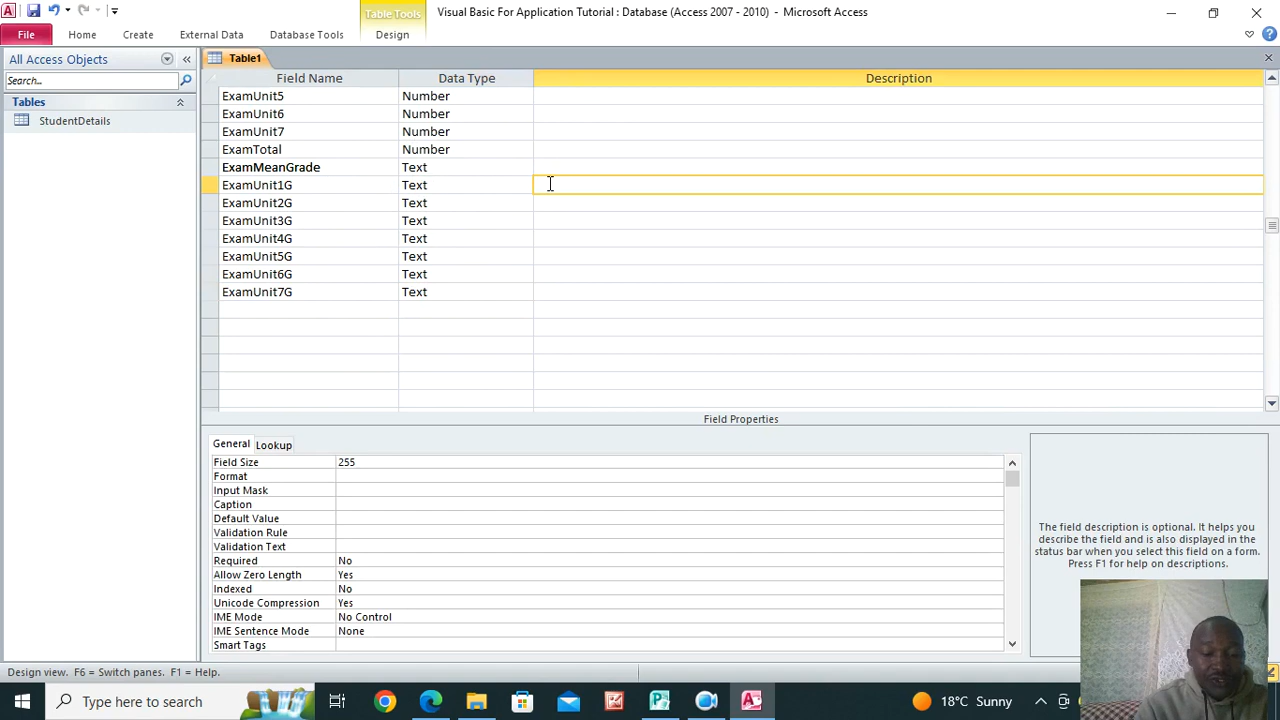 Table Tools
Visual Basic For Application Tutorial : Database (Access 2007 - 2010) - Microsoft Access
File Home Create External Data Database Tools Design
All Access Objects
Search...
Tables
StudentDetails
Table1
Field Name Data Type Description
ExamUnit5 Number
ExamUnit6 Number
ExamUnit7 Number
ExamTotal Number
ExamMeanGrade Text
ExamUnit1G Text
ExamUnit2G Text
ExamUnit3G Text
ExamUnit4G Text
ExamUnit5G Text
ExamUnit6G Text
ExamUnit7G Text
Field Properties
General Lookup
Field Size 255
Format
Input Mask
Caption
Default Value
Validation Rule
Validation Text
Required No
Allow Zero Length Yes
Indexed No
Unicode Compression Yes
IME Mode No Control
IME Sentence Mode None
Smart Tags
The field description is optional. It helps you
describe the field and is also displayed in the
status bar when you select this field on a form.
Press F1 for help on descriptions.
Design view. F6 = Switch panes. F1 = Help.
Type here to search
18°C Sunny